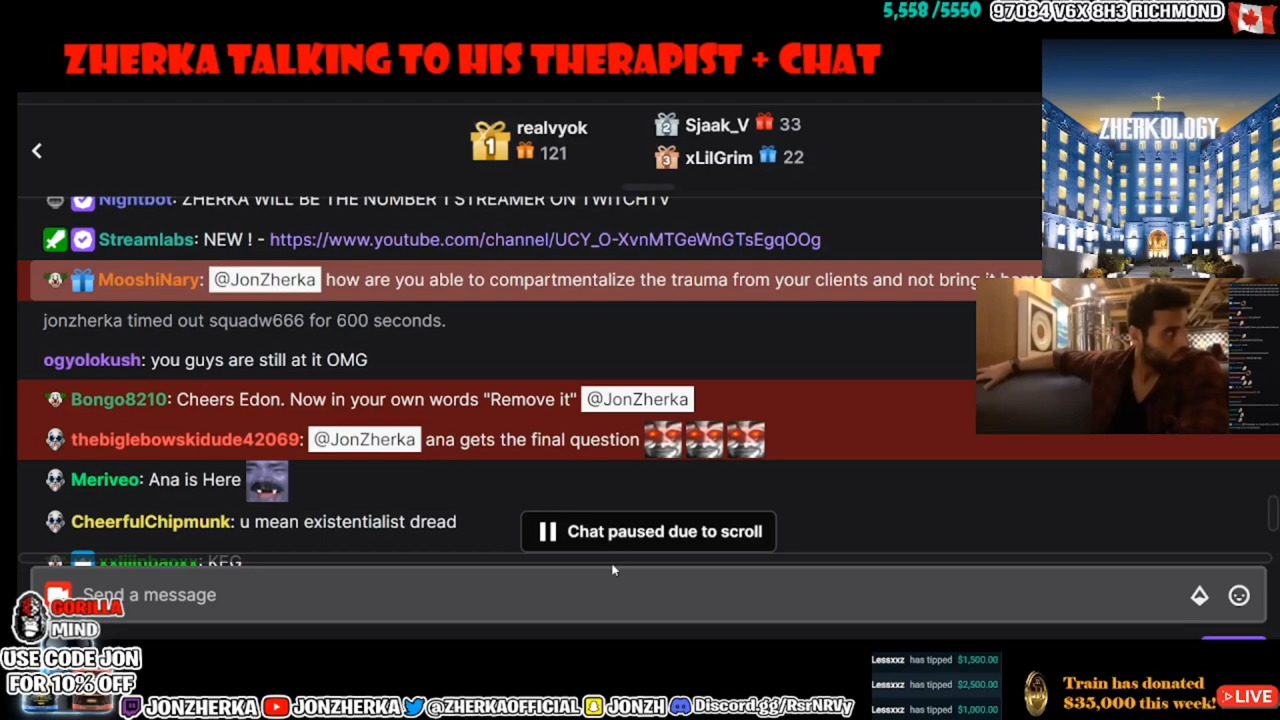 5,558 /5550
97084 V6X 8H3 RICHMOND
ZHERKA TALKING TO HIS THERAPIST + CHAT
ZHERKOLOGY
1
realvyok
121
2
Sjaak_V 33
3
xLilGrim 22
Nightbot: ZHERKA WILL BE THE NUMBER 1 STREAMER ON TWITCHTV
Streamlabs: NEW ! - https://www.youtube.com/channel/UCY_O-XvnMTGeWnGTsEgqOOg
MooshiNary: @JonZherka how are you able to compartmentalize the trauma from your clients and not bring it
jonzherka timed out squadw666 for 600 seconds.
ogyolokush: you guys are still at it OMG
Bongo8210: Cheers Edon. Now in your own words "Remove it" @JonZherka
thebiglebowskidude42069: @JonZherka ana gets the final question
Meriveo: Ana is Here
CheerfulChipmunk: u mean existentialist dread
Chat paused due to scroll
KFG
Send a message
GORILLA
MIND
USE CODE JON
FOR 10% OFF
JONZHERKA JONZHERKA @ZHERKAOFFICIAL JONZH Discord.gg/RsrNRVy
Lessxxz has tipped $1,500.00
Lessxxz has tipped $2,500.00
Lessxxz has tipped $1,000.00
Train has donated
$35,000 this week!
LIVE